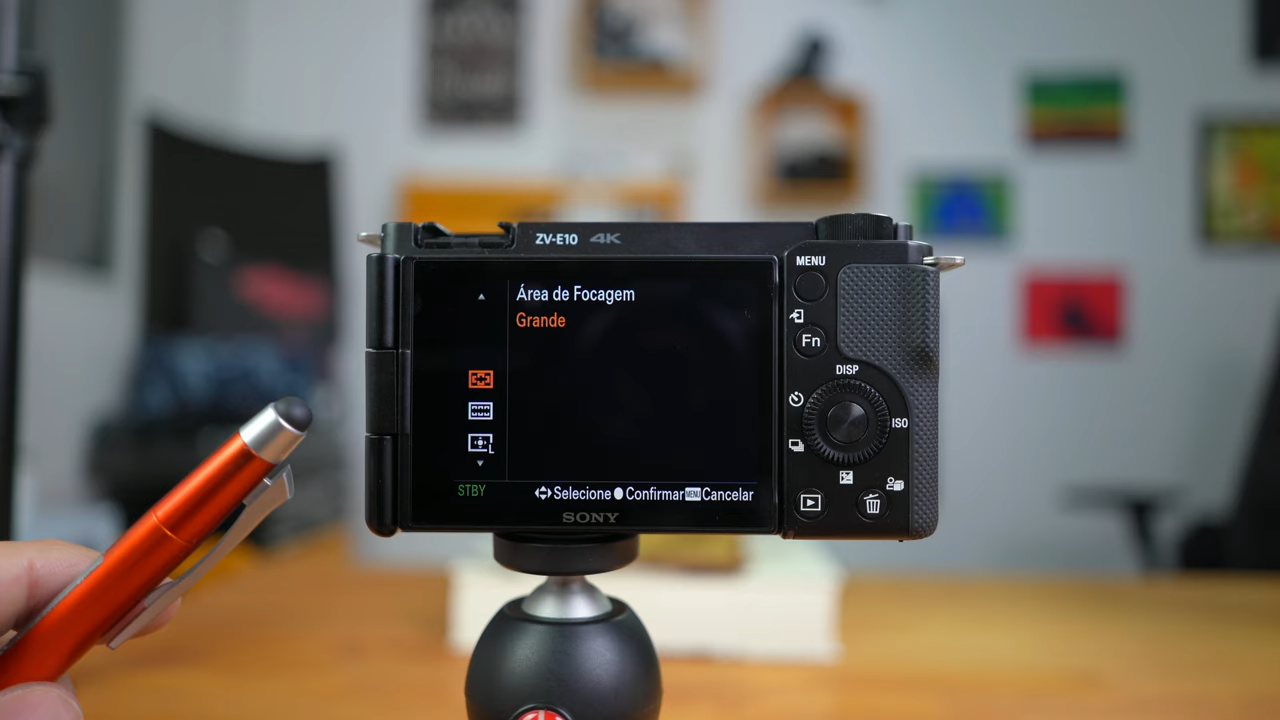 ZV-E10 4K
MENU
Área de Focagem
Grande
Fn
DISP
ISO
L
STBY
Selecione Confirmar MENU Cancelar
SONY